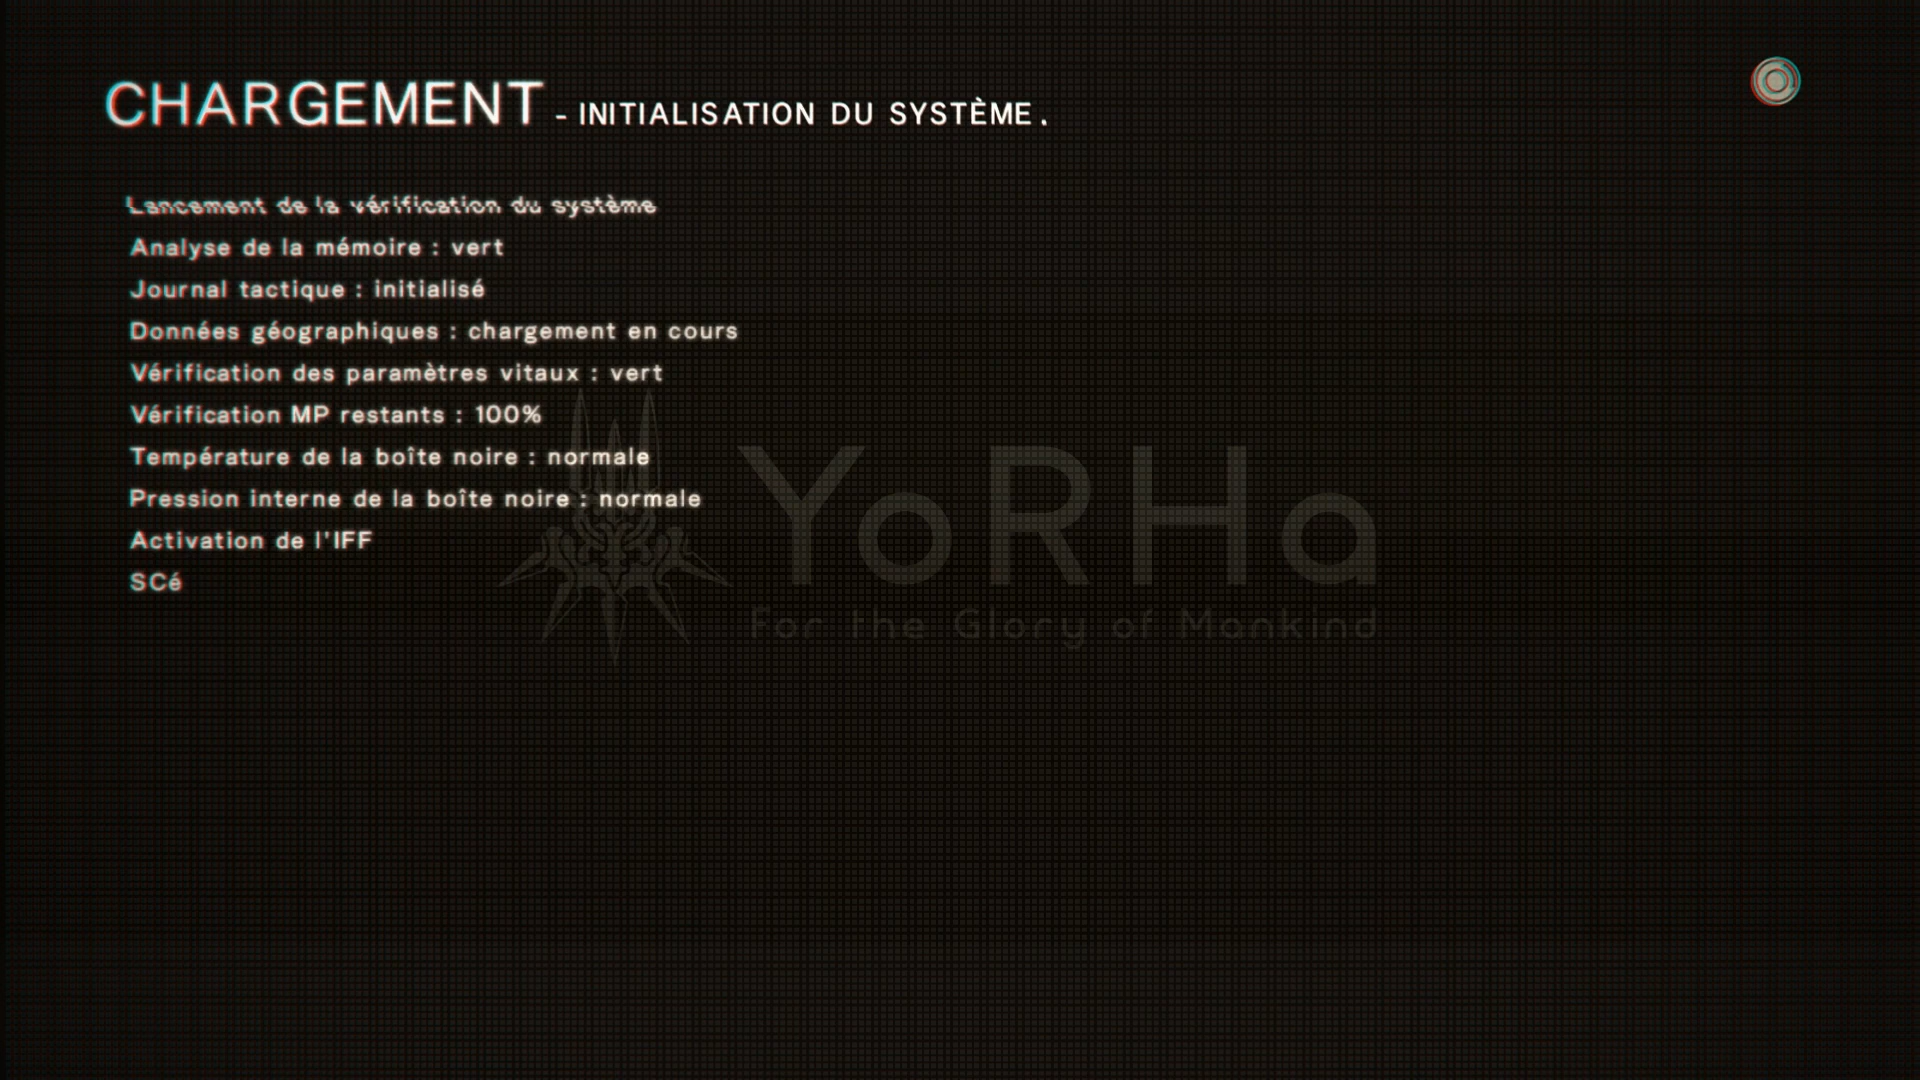 CHARGEMENT - INITIALISATION DU SYSTÈME.
Lancement de la vérification du système
Analyse de la mémoire : vert
Journal tactique : initialisé
Données géographiques : chargement en cours
Vérification des paramètres vitaux : vert
Vérification MP restants : 100%
Température de la boîte noire : normale
Pression interne de la boîte noire : normale
Activation de l'IFF
SCé
YoRHa
For the Glory of Mankind